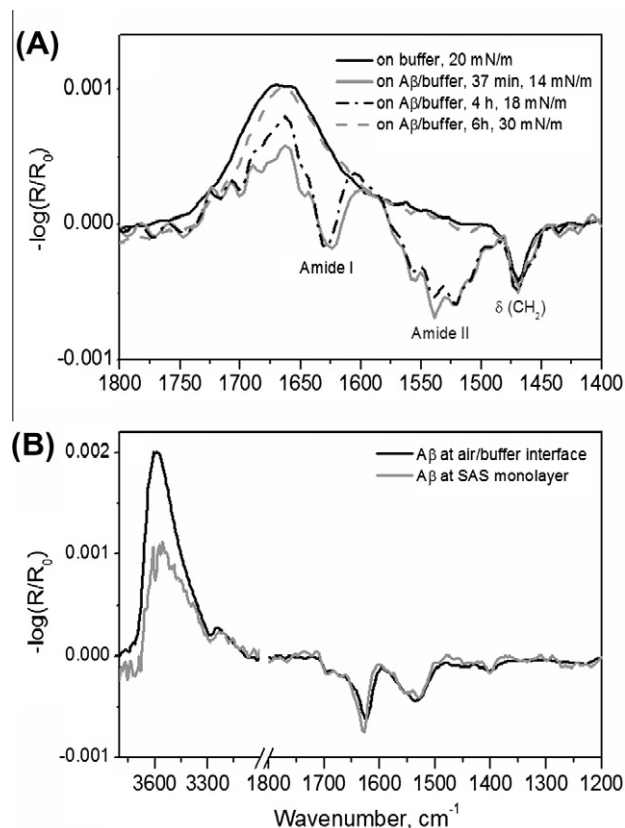 (A)
on buffer, 20 mN/m
on Aβ/buffer, 37 min, 14 mN/m
on Aβ/buffer, 4 h, 18 mN/m
on Aβ/buffer, 6h, 30 mN/m
-log(R/R₀)
0.001
0.000
-0.001
Amide I
Amide II
δ (CH₂)
1800 1750 1700 1650 1600 1550 1500 1450 1400
(B)
Aβ at air/buffer interface
Aβ at SAS monolayer
-log(R/R₀)
0.002
0.001
0.000
-0.001
3600 3300 1800 1700 1600 1500 1400 1300 1200
Wavenumber, cm⁻¹